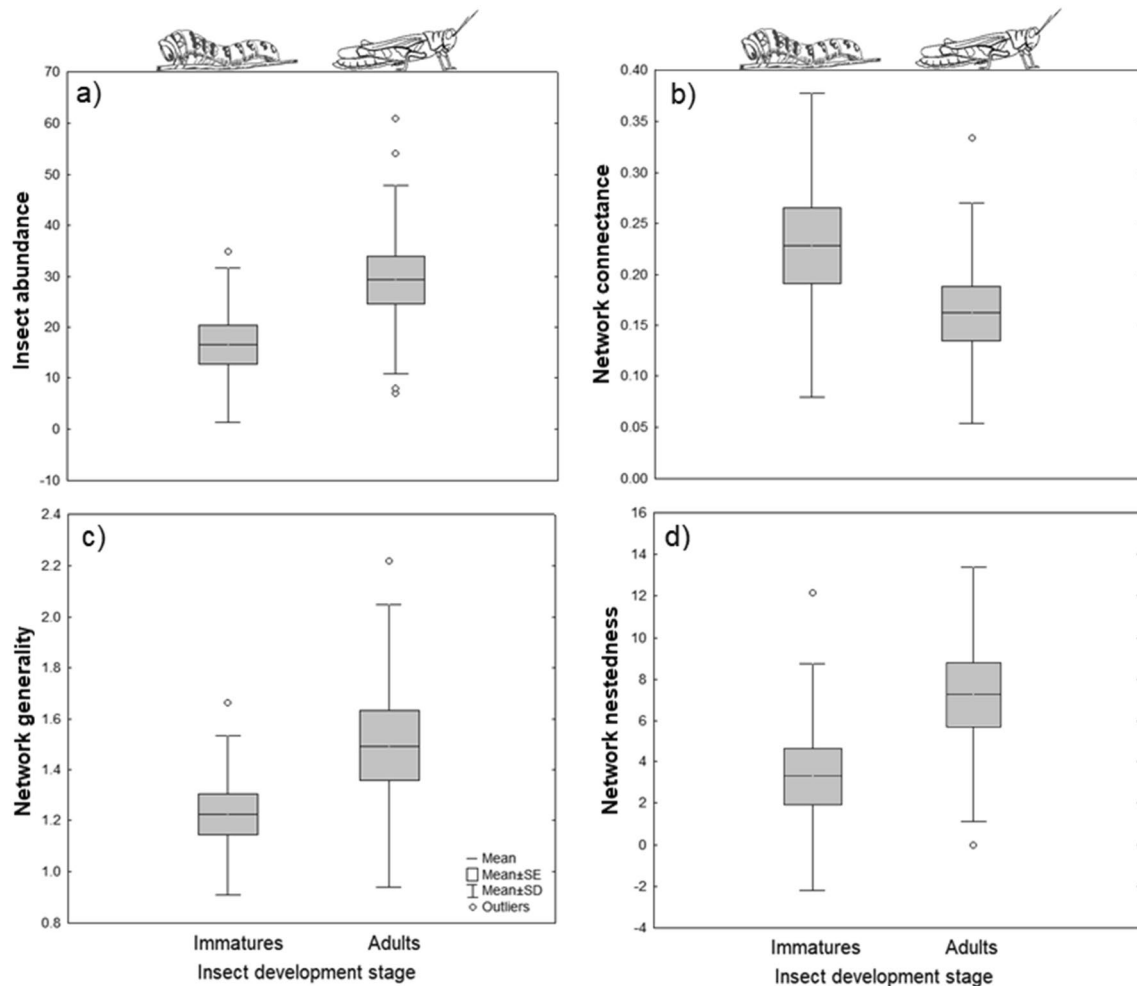 a)
Insect abundance
70
60
50
40
30
20
10
0
-10
b)
Network connectance
0.40
0.35
0.30
0.25
0.20
0.15
0.10
0.05
0.00
c)
Network generality
2.4
2.2
2.0
1.8
1.6
1.4
1.2
1.0
0.8
Mean
Mean±SE
Mean±SD
Outliers
Immatures Adults
Insect development stage
d)
Network nestedness
16
14
12
10
8
6
4
2
0
-2
-4
Immatures Adults
Insect development stage